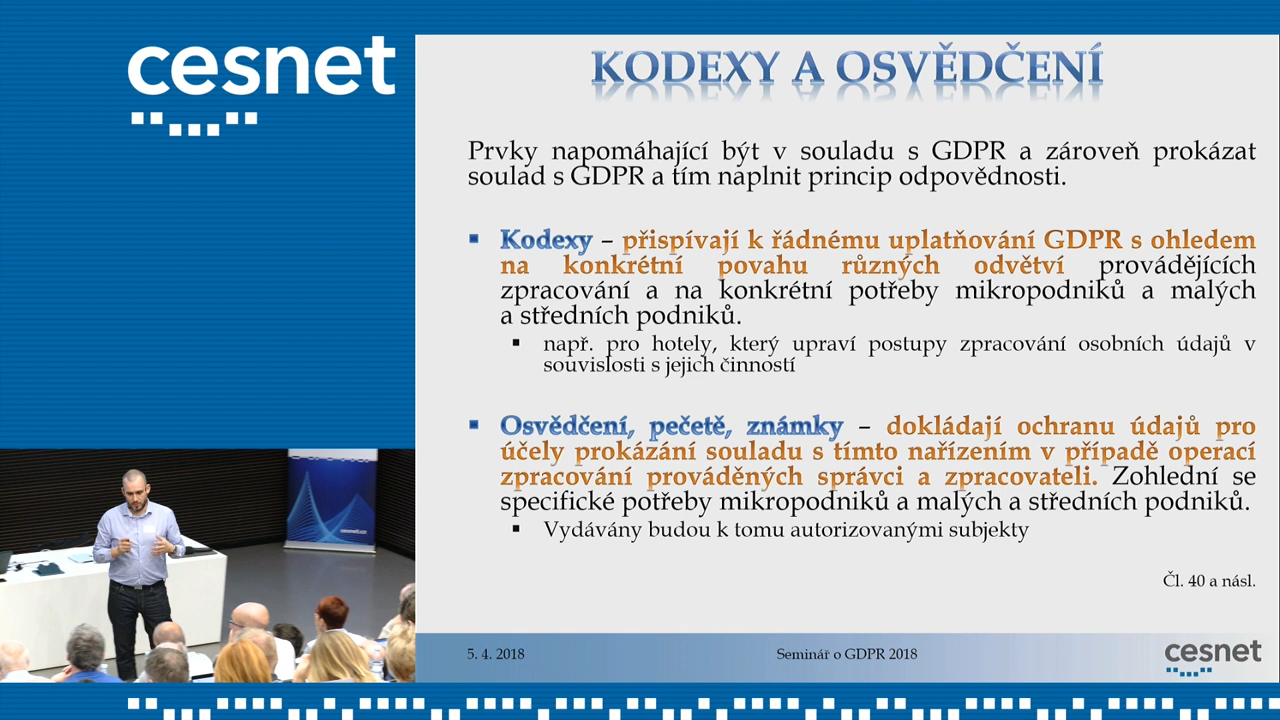 cesnet
KODEXY A OSVĚDČENÍ
Prvky napomáhající být v souladu s GDPR a zároveň prokázat
soulad s GDPR a tím naplnit princip odpovědnosti.
▪ Kodexy – přispívají k řádnému uplatňování GDPR s ohledem
na konkrétní povahu různých odvětví provádějících
zpracování a na konkrétní potřeby mikropodniků a malých
a středních podniků.
▪ např. pro hotely, který upraví postupy zpracování osobních údajů v
souvislosti s jejich činností
▪ Osvědčení, pečetě, známky – dokládají ochranu údajů pro
účely prokázání souladu s tímto nařízením v případě operací
zpracování prováděných správci a zpracovateli. Zohlední se
specifické potřeby mikropodniků a malých a středních podniků.
▪ Vydávány budou k tomu autorizovanými subjekty
Čl. 40 a násl.
5. 4. 2018
Seminář o GDPR 2018
cesnet